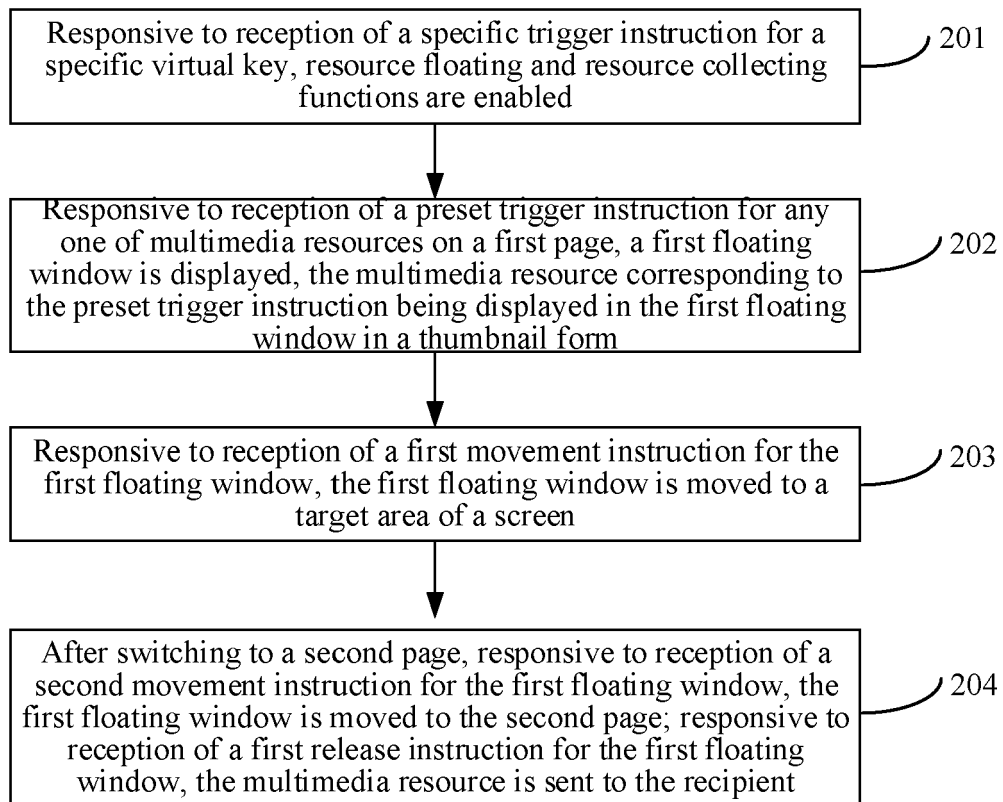 Responsive to reception of a specific trigger instruction for a
specific virtual key, resource floating and resource collecting
functions are enabled
201
Responsive to reception of a preset trigger instruction for any
one of multimedia resources on a first page, a first floating
window is displayed, the multimedia resource corresponding to
the preset trigger instruction being displayed in the first floating
window in a thumbnail form
202
Responsive to reception of a first movement instruction for the
first floating window, the first floating window is moved to a
target area of a screen
203
After switching to a second page, responsive to reception of a
second movement instruction for the first floating window, the
first floating window is moved to the second page; responsive to
reception of a first release instruction for the first floating
window, the multimedia resource is sent to the recipient
204